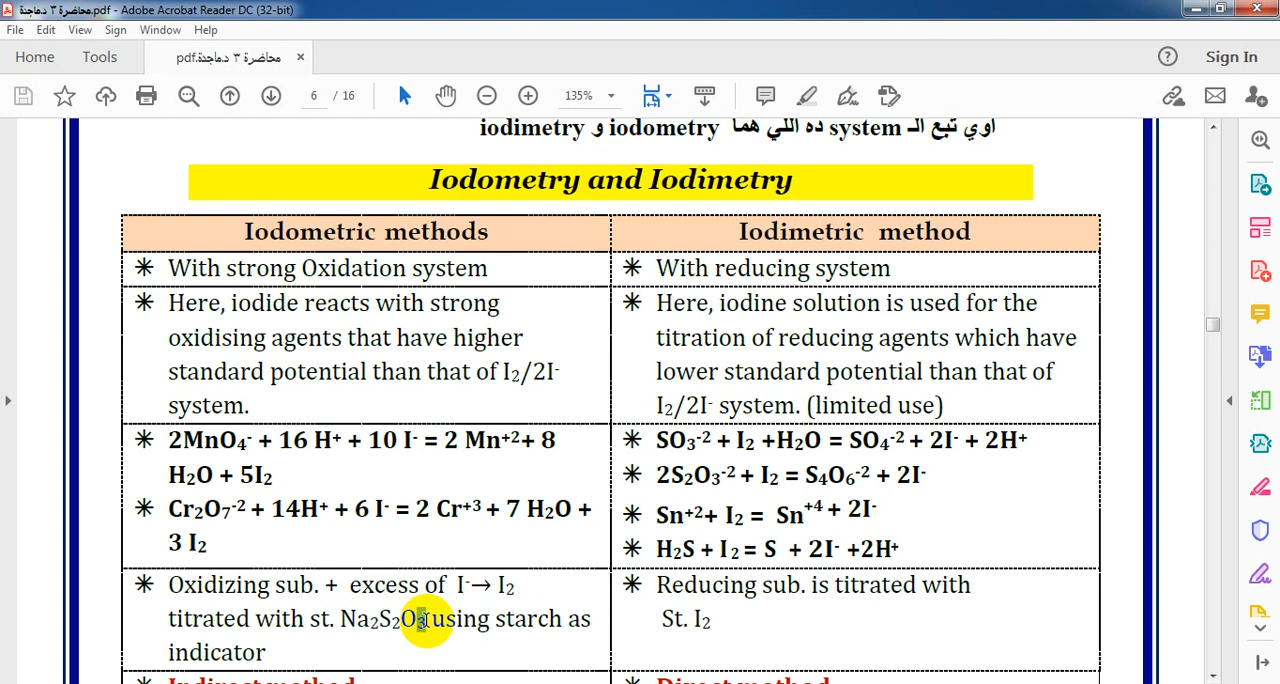 محاضرة ٣ د.ماجدة.pdf - Adobe Acrobat Reader DC (32-bit)
File Edit View Sign Window Help
Home Tools محاضرة ٣ د.ماجدة.pdf × Sign In
6 / 16 135%
اوي تبع الـ system ده اللي هما iodometry و iodimetry
Iodometry and Iodimetry
Iodometric methods
Iodimetric method
✳ With strong Oxidation system
✳ With reducing system
✳ Here, iodide reacts with strong
oxidising agents that have higher
standard potential than that of I₂/2I⁻
system.
✳ Here, iodine solution is used for the
titration of reducing agents which have
lower standard potential than that of
I₂/2I⁻ system. (limited use)
✳ 2MnO₄⁻ + 16 H⁺ + 10 I⁻ = 2 Mn⁺²+ 8
H₂O + 5I₂
✳ Cr₂O₇⁻² + 14H⁺ + 6 I⁻ = 2 Cr⁺³ + 7 H₂O +
3 I₂
✳ SO₃⁻² + I₂ +H₂O = SO₄⁻² + 2I⁻ + 2H⁺
✳ 2S₂O₃⁻² + I₂ = S₄O₆⁻² + 2I⁻
✳ Sn⁺²+ I₂ = Sn⁺⁴ + 2I⁻
✳ H₂S + I₂ = S + 2I⁻ +2H⁺
✳ Oxidizing sub. + excess of I⁻→ I₂
titrated with st. Na₂S₂O₃ (using starch as
indicator
✳ Reducing sub. is titrated with
St. I₂
✳ Indirect method
✳ Direct method